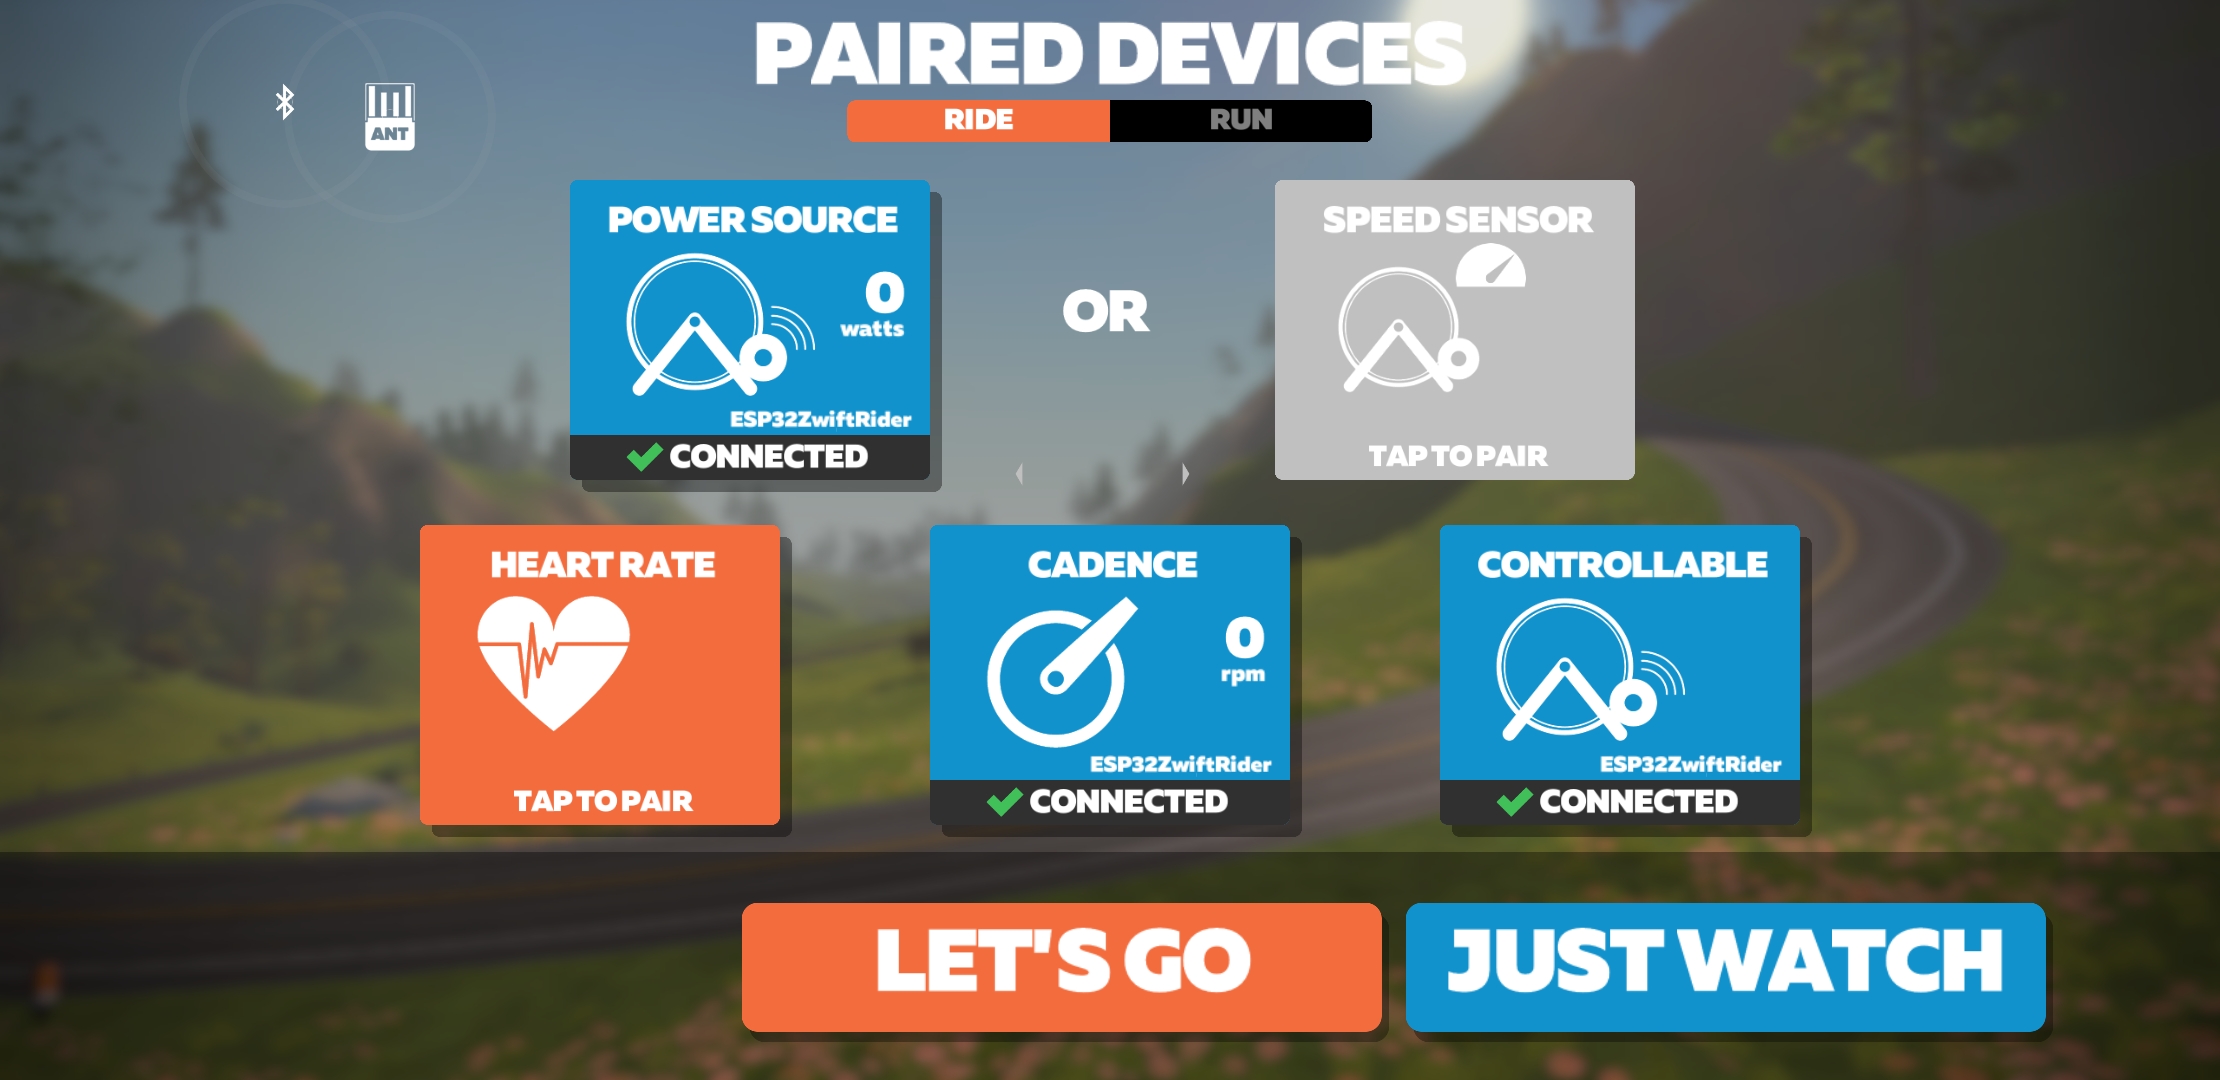 PAIRED DEVICES
RIDE
RUN
ANT
POWER SOURCE
0
watts
ESP32ZwiftRider
CONNECTED
OR
SPEED SENSOR
TAP TO PAIR
HEART RATE
TAP TO PAIR
CADENCE
0
rpm
ESP32ZwiftRider
CONNECTED
CONTROLLABLE
ESP32ZwiftRider
CONNECTED
LET'S GO
JUST WATCH